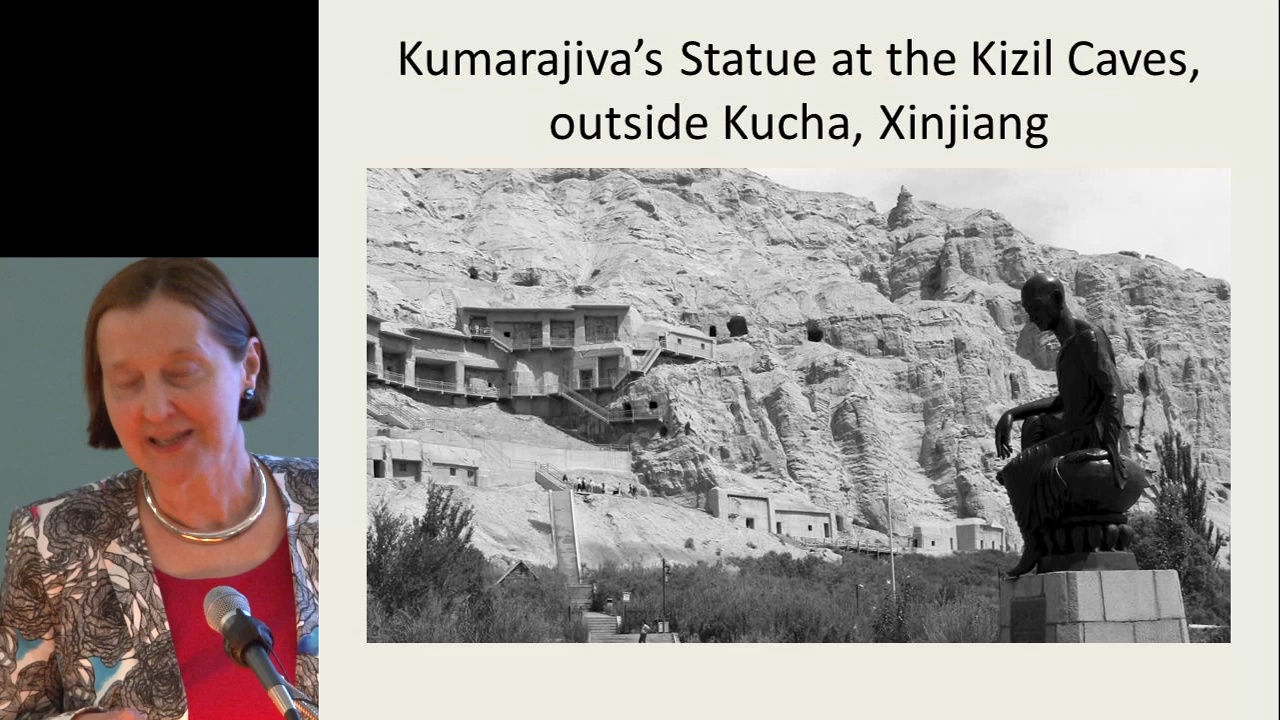 Kumarajiva’s Statue at the Kizil Caves,
outside Kucha, Xinjiang